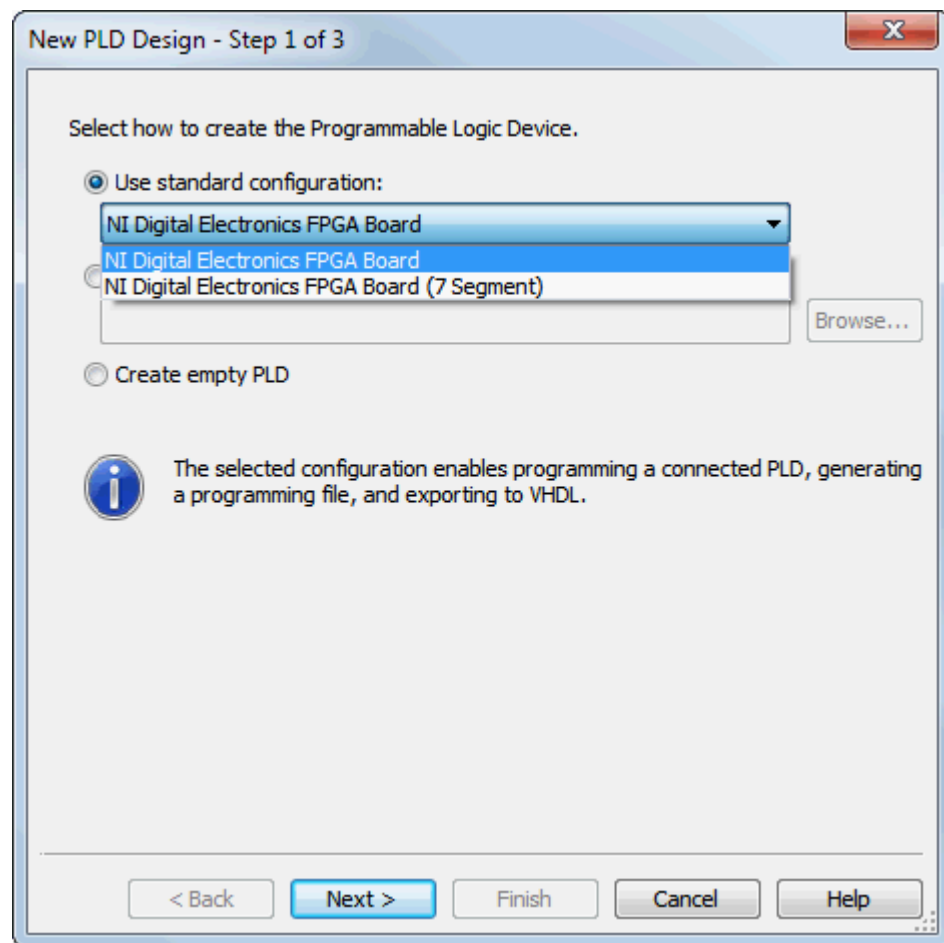 New PLD Design - Step 1 of 3
X
Select how to create the Programmable Logic Device.
Use standard configuration:
NI Digital Electronics FPGA Board
NI Digital Electronics FPGA Board
NI Digital Electronics FPGA Board (7 Segment)
Browse...
Create empty PLD
i
The selected configuration enables programming a connected PLD, generating
a programming file, and exporting to VHDL.
< Back Next > Finish Cancel Help